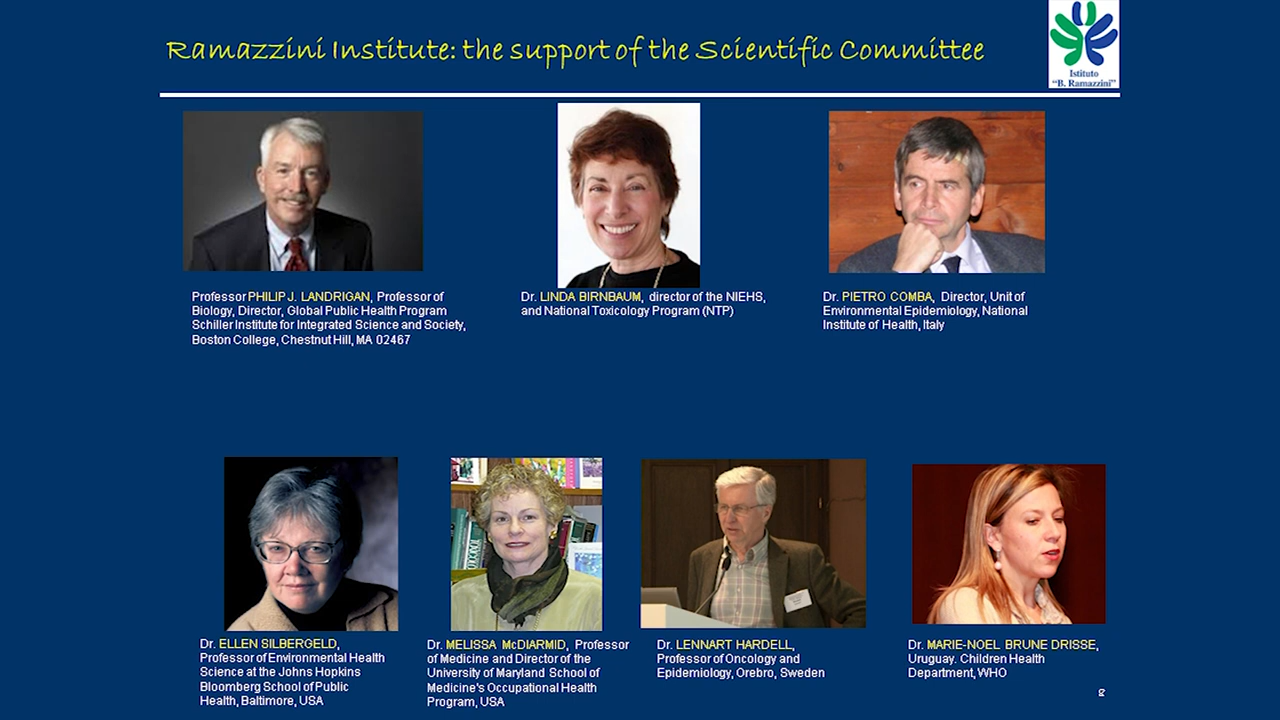 Ramazzini Institute: the support of the Scientific Committee
Istituto
"B. Ramazzini"
Professor PHILIP J. LANDRIGAN, Professor of
Biology, Director, Global Public Health Program
Schiller Institute for Integrated Science and Society,
Boston College, Chestnut Hill, MA 02467
Dr. LINDA BIRNBAUM, director of the NIEHS,
and National Toxicology Program (NTP)
Dr. PIETRO COMBA, Director, Unit of
Environmental Epidemiology, National
Institute of Health, Italy
Dr. ELLEN SILBERGELD,
Professor of Environmental Health
Science at the Johns Hopkins
Bloomberg School of Public
Health, Baltimore, USA
Dr. MELISSA McDIARMID, Professor
of Medicine and Director of the
University of Maryland School of
Medicine's Occupational Health
Program, USA
Dr. LENNART HARDELL,
Professor of Oncology and
Epidemiology, Orebro, Sweden
Dr. MARIE-NOEL BRUNE DRISSE,
Uruguay. Children Health
Department, WHO